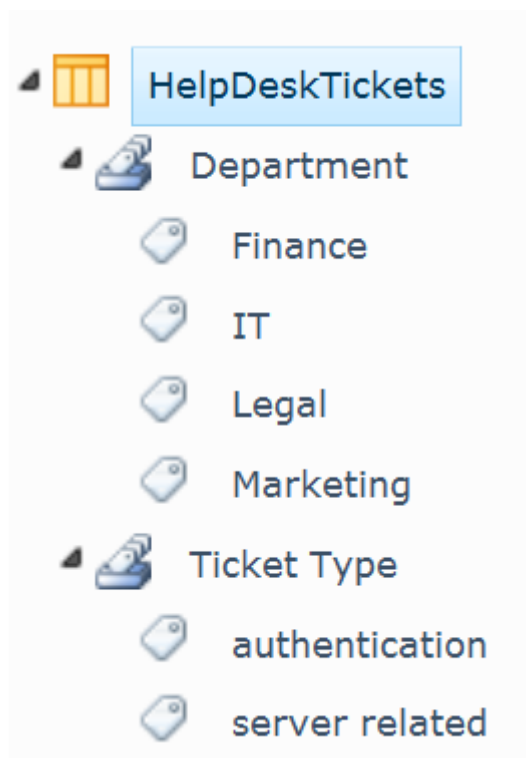 HelpDeskTickets
Department
Finance
IT
Legal
Marketing
Ticket Type
authentication
server related